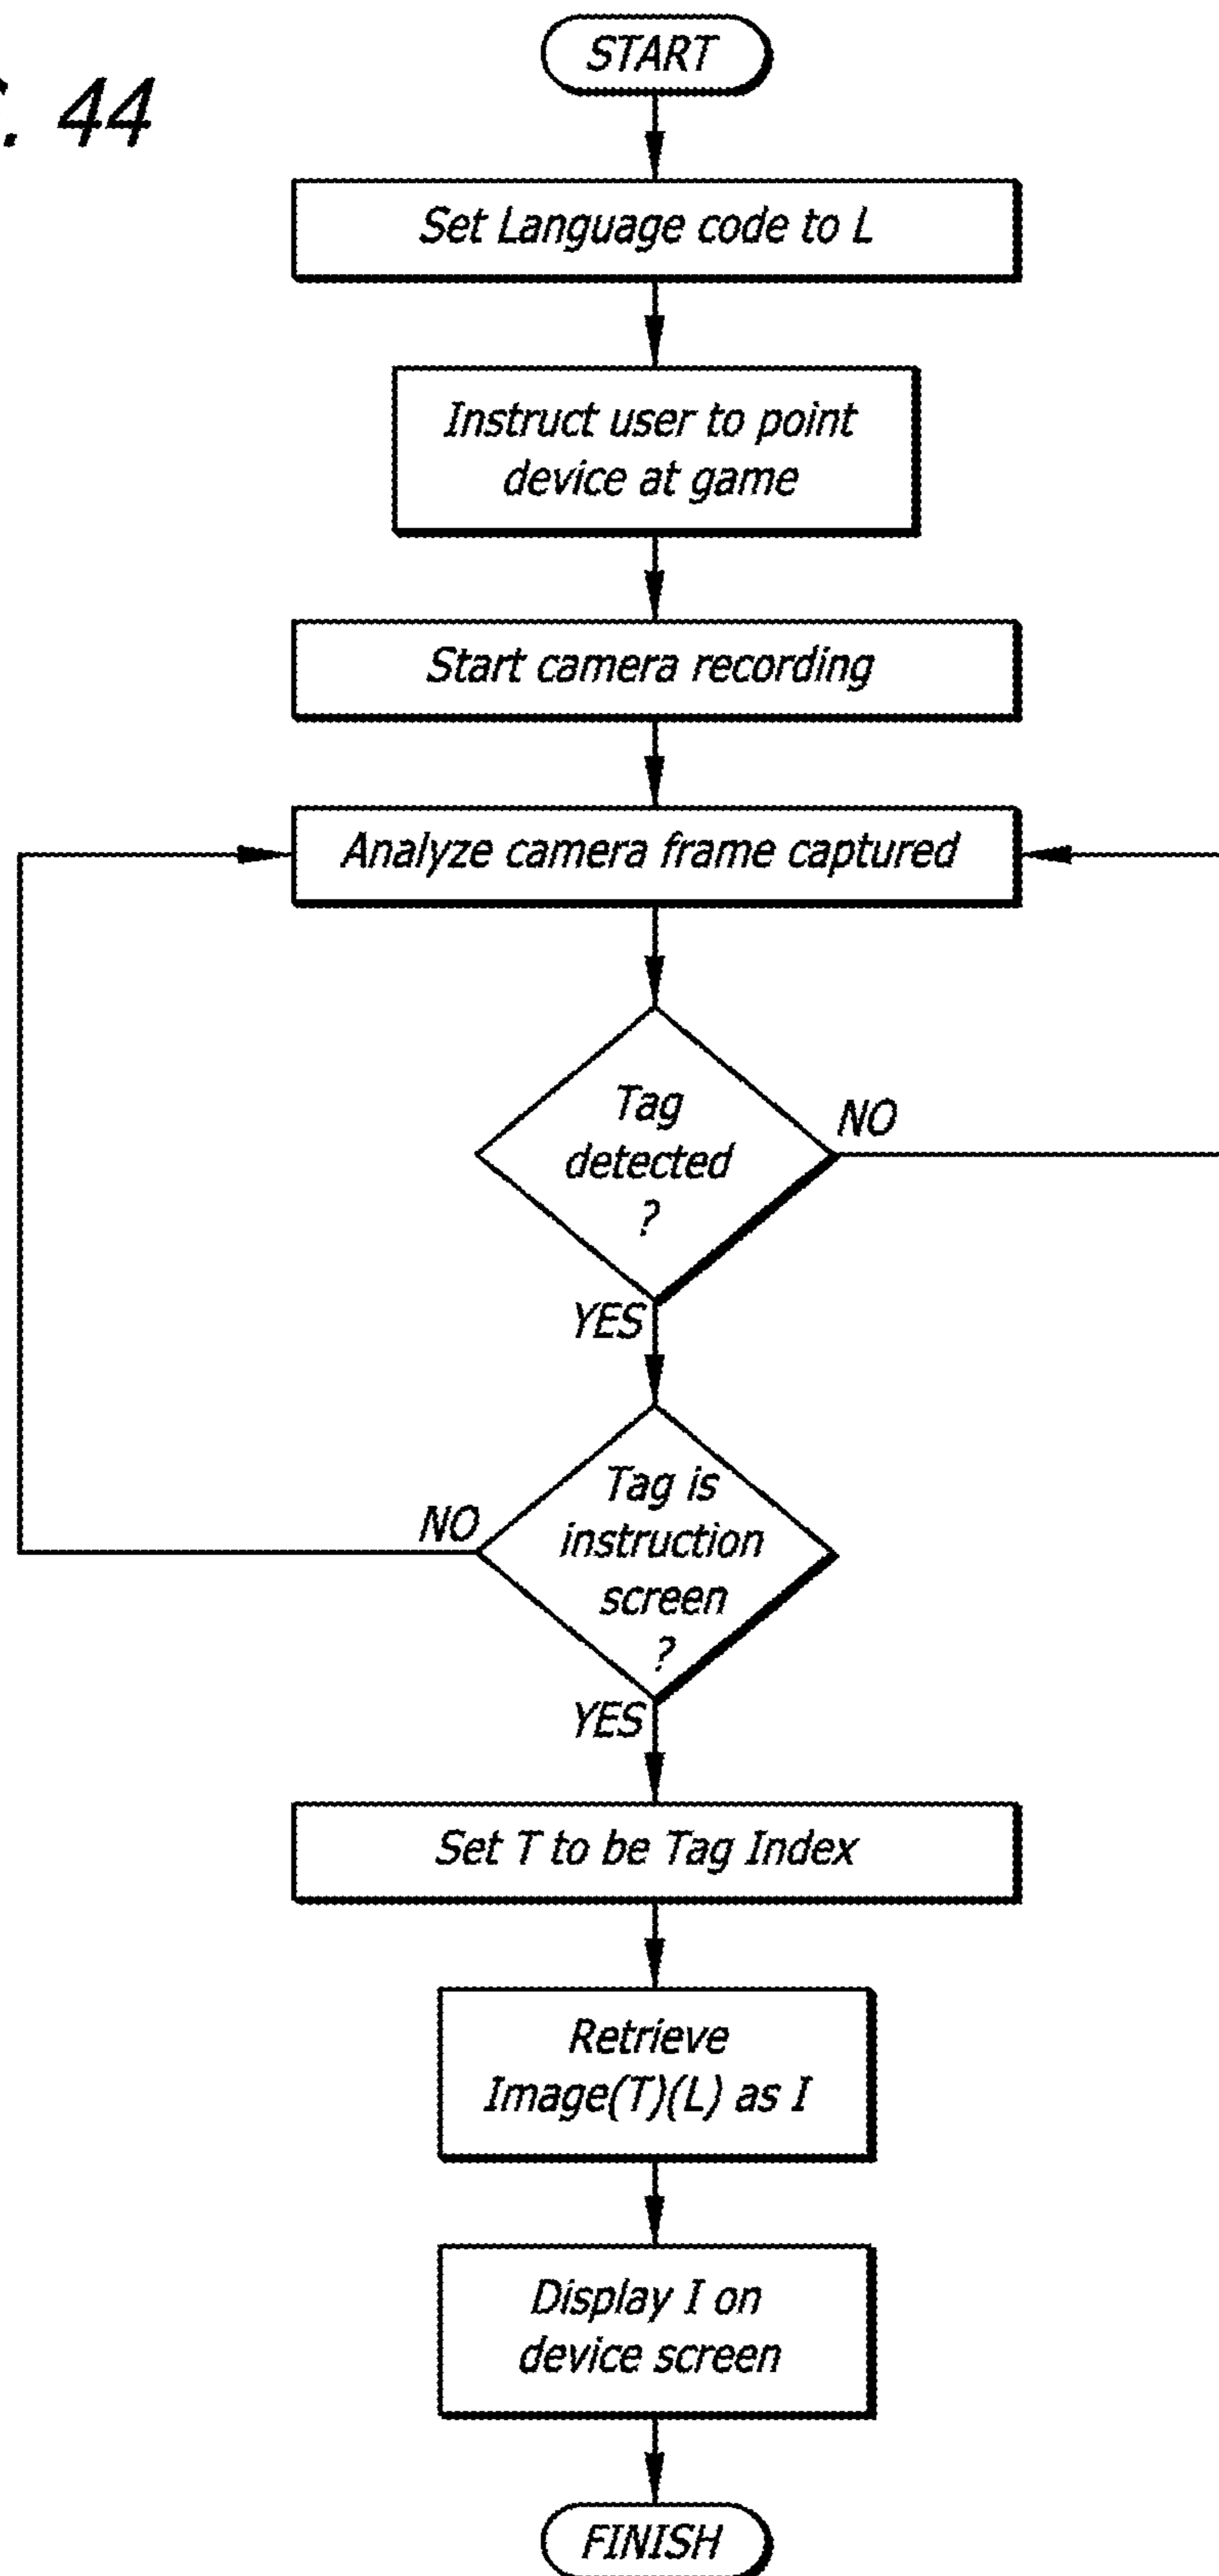 START
. 44
Set Language code to L
Instruct user to point
device at game
Start camera recording
Analyze camera frame captured
Tag
detected
?
NO
YES
Tag is
instruction
screen
?
NO
YES
Set T to be Tag Index
Retrieve
Image(T)(L) as I
Display I on
device screen
FINISH